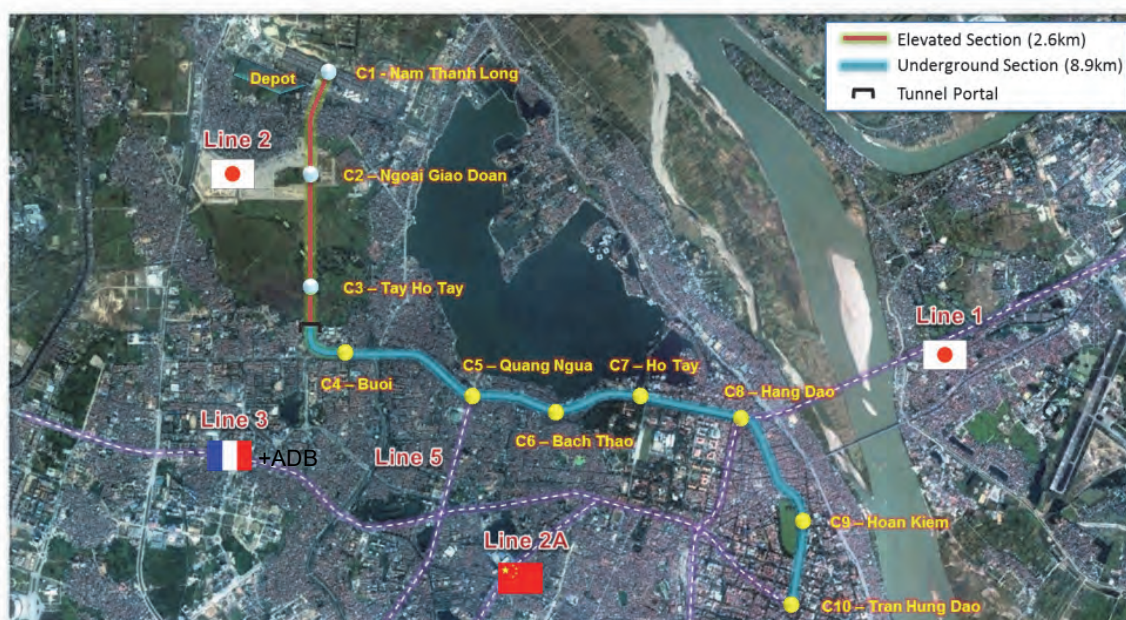 Elevated Section (2.6km)
Underground Section (8.9km)
Tunnel Portal
C1 - Nam Thanh Long
Depot
Line 2
C2 – Ngoai Giao Doan
C3 – Tay Ho Tay
Line 1
C5 – Quang Ngua
C7 – Ho Tay
C4 – Buoi
C8 – Hang Dao
Line 3
+ADB
C6 – Bach Thao
Line 5
C9 – Hoan Kiem
Line 2A
C10 – Tran Hung Dao